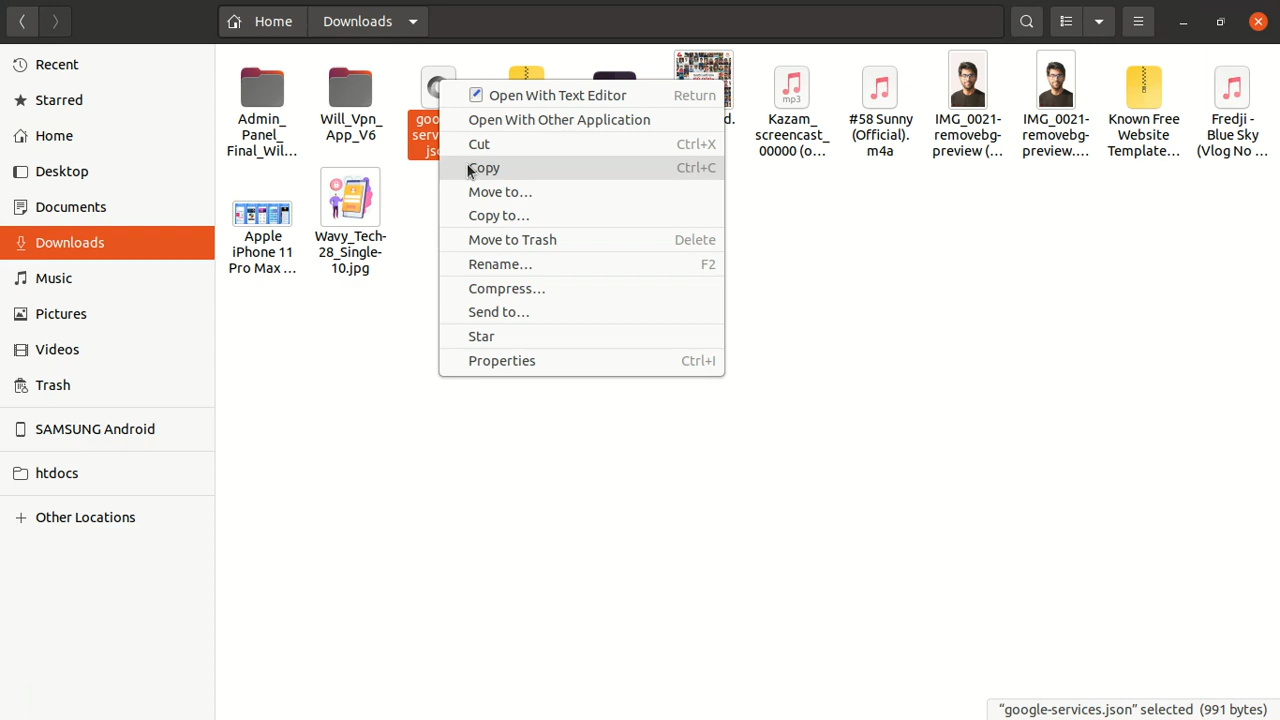 Home
Downloads
Recent
Starred
Home
Desktop
Documents
Downloads
Music
Pictures
Videos
Trash
SAMSUNG Android
htdocs
Other Locations
Admin_
Panel_
Final_Wil...
Will_Vpn_
App_V6
goo
serv
jso
mp3
Kazam_
screencast_
00000 (o...
#58 Sunny
(Official).
m4a
IMG_0021-
removebg-
preview (...
IMG_0021-
removebg-
preview....
Known Free
Website
Template...
Fredji -
Blue Sky
(Vlog No ...
Apple
iPhone 11
Pro Max ...
Wavy_Tech-
28_Single-
10.jpg
Open With Text Editor Return
Open With Other Application
Cut Ctrl+X
Copy Ctrl+C
Move to...
Copy to...
Move to Trash Delete
Rename... F2
Compress...
Send to...
Star
Properties Ctrl+I
“google-services.json” selected (991 bytes)